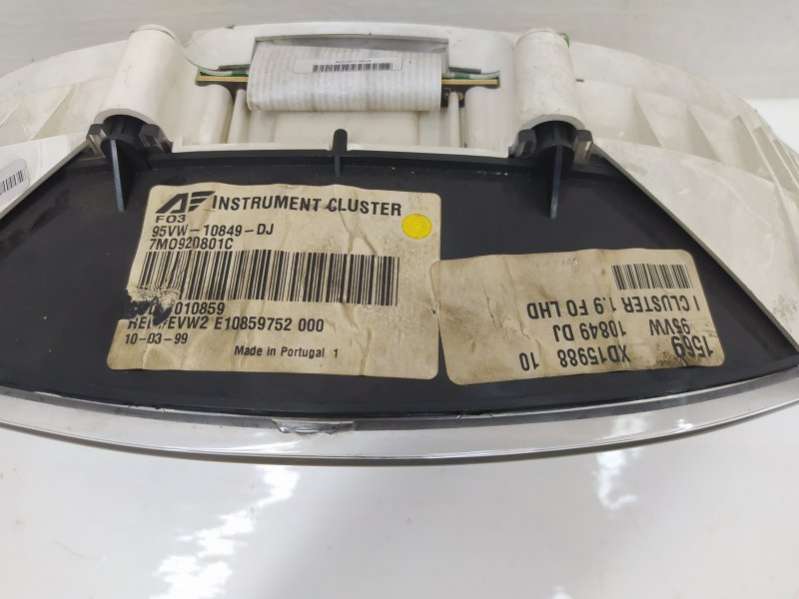 INSTRUMENT CLUSTER
F03
95VW-10849-DJ
7M0920801C
010859
EVW2 E10859752 000
10-03-99
Made in Portugal 1
1569
XD15988 10
95VW 10849 DJ
I CLUSTER 1.9 FO LHD